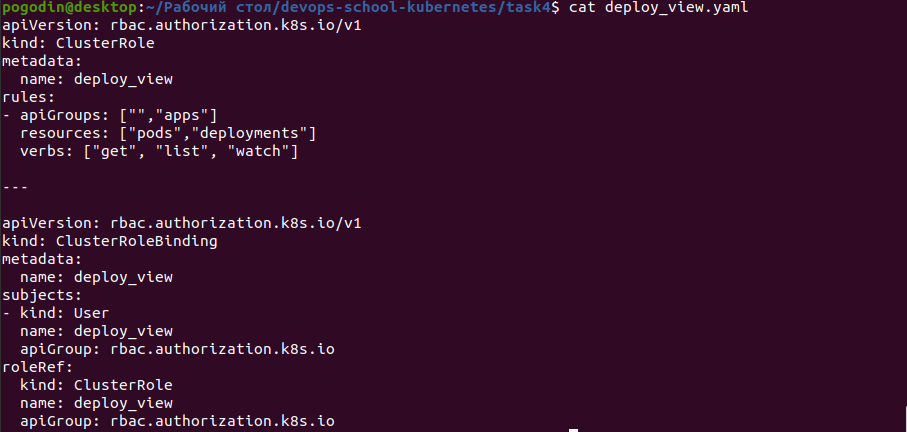 pogodin@desktop:~/Рабочий стол/devops-school-kubernetes/task4$ cat deploy_view.yaml
apiVersion: rbac.authorization.k8s.io/v1
kind: ClusterRole
metadata:
  name: deploy_view
rules:
- apiGroups: ["","apps"]
  resources: ["pods","deployments"]
  verbs: ["get", "list", "watch"]

---

apiVersion: rbac.authorization.k8s.io/v1
kind: ClusterRoleBinding
metadata:
  name: deploy_view
subjects:
- kind: User
  name: deploy_view
  apiGroup: rbac.authorization.k8s.io
roleRef:
  kind: ClusterRole
  name: deploy_view
  apiGroup: rbac.authorization.k8s.io